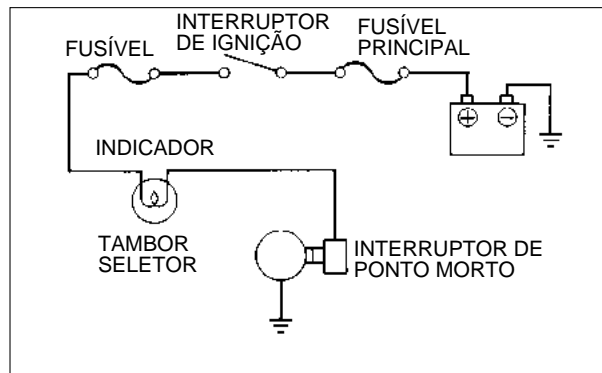 FUSÍVEL
INTERRUPTOR
DE IGNIÇÃO
FUSÍVEL
PRINCIPAL
INDICADOR
TAMBOR
SELETOR
INTERRUPTOR DE
PONTO MORTO